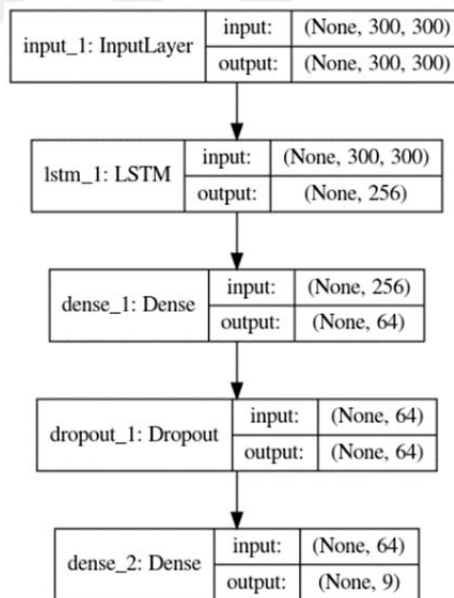 input_1: InputLayer
input: (None, 300, 300)
output: (None, 300, 300)
lstm_1: LSTM
input: (None, 300, 300)
output: (None, 256)
dense_1: Dense
input: (None, 256)
output: (None, 64)
dropout_1: Dropout
input: (None, 64)
output: (None, 64)
dense_2: Dense
input: (None, 64)
output: (None, 9)